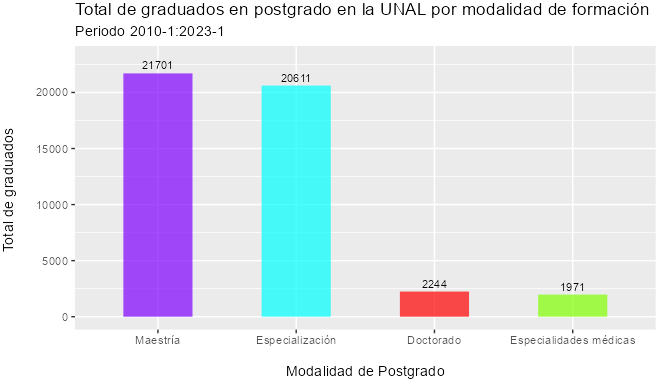 Total de graduados en postgrado en la UNAL por modalidad de formación
Periodo 2010-1:2023-1
Total de graduados
20000
15000
10000
5000
0
21701
20611
2244
1971
Maestría
Especialización
Doctorado
Especialidades médicas
Modalidad de Postgrado